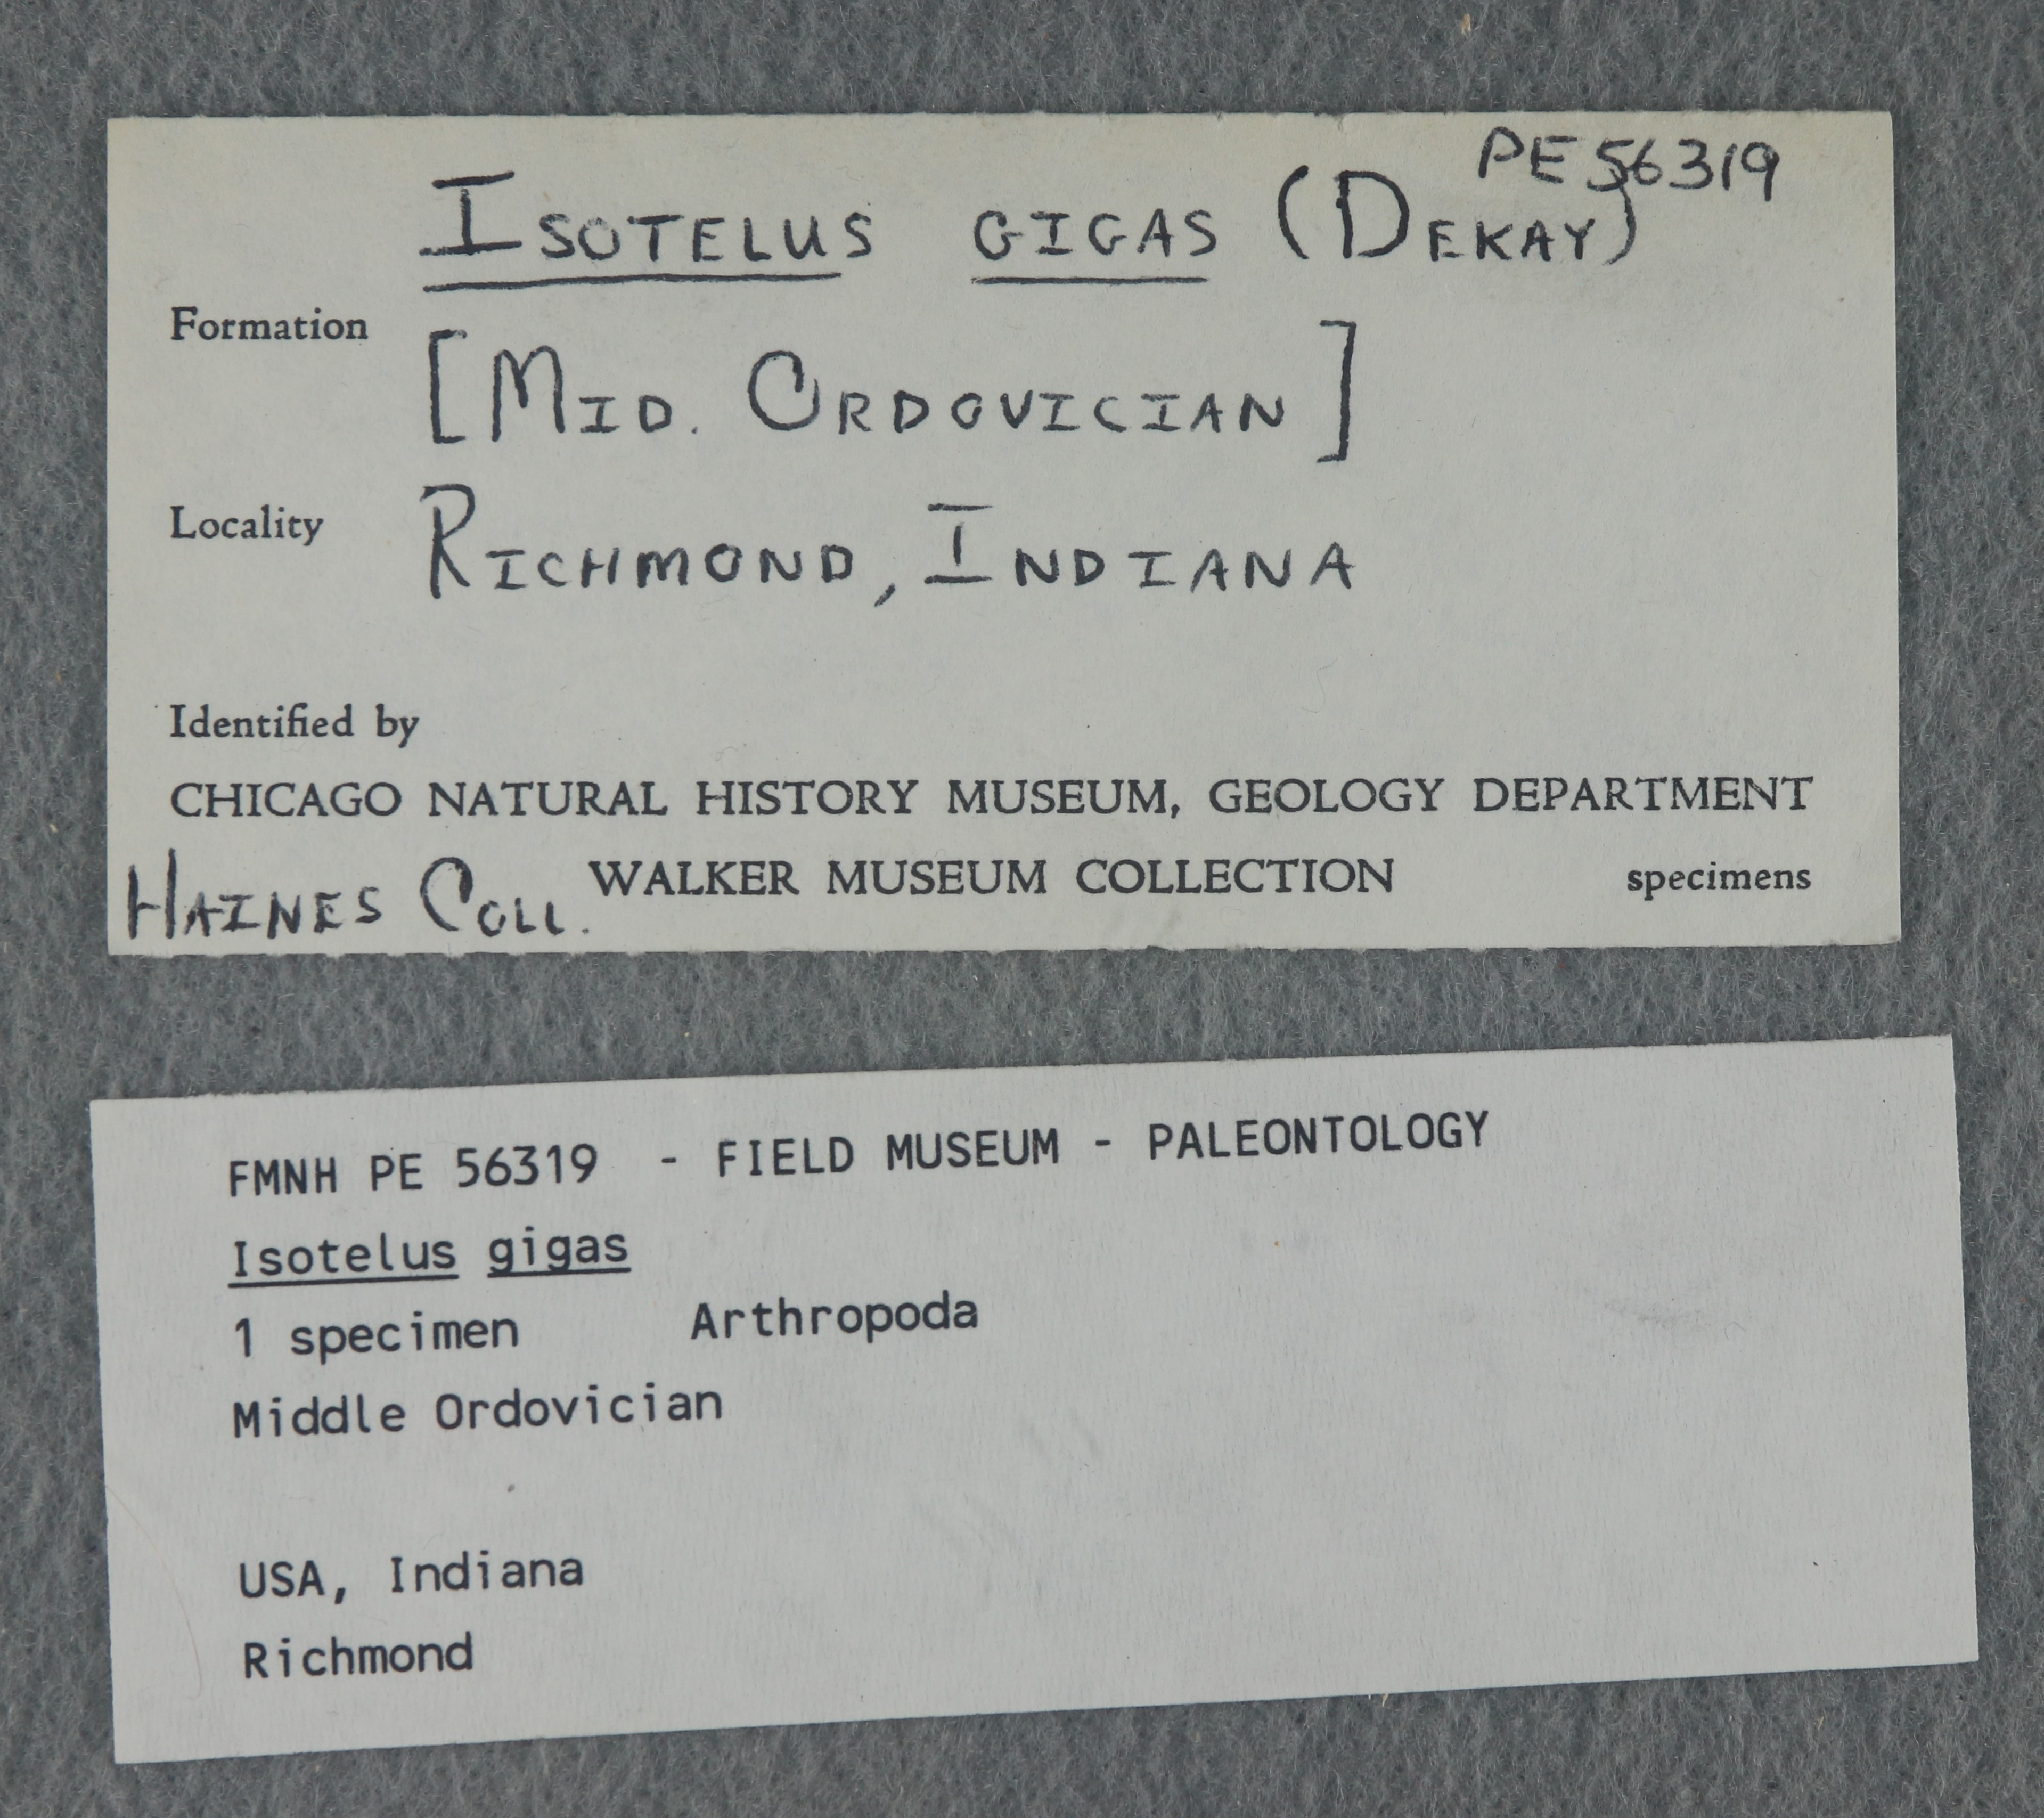 PE 56319
ISOTELUS GIGAS (DEKAY)
Formation
[MID. ORDOVICIAN]
Locality RICHMOND, INDIANA
Identified by
CHICAGO NATURAL HISTORY MUSEUM, GEOLOGY DEPARTMENT
HAINES COLL. WALKER MUSEUM COLLECTION specimens
FMNH PE 56319 - FIELD MUSEUM - PALEONTOLOGY
Isotelus gigas
1 specimen Arthropoda
Middle Ordovician
USA, Indiana
Richmond